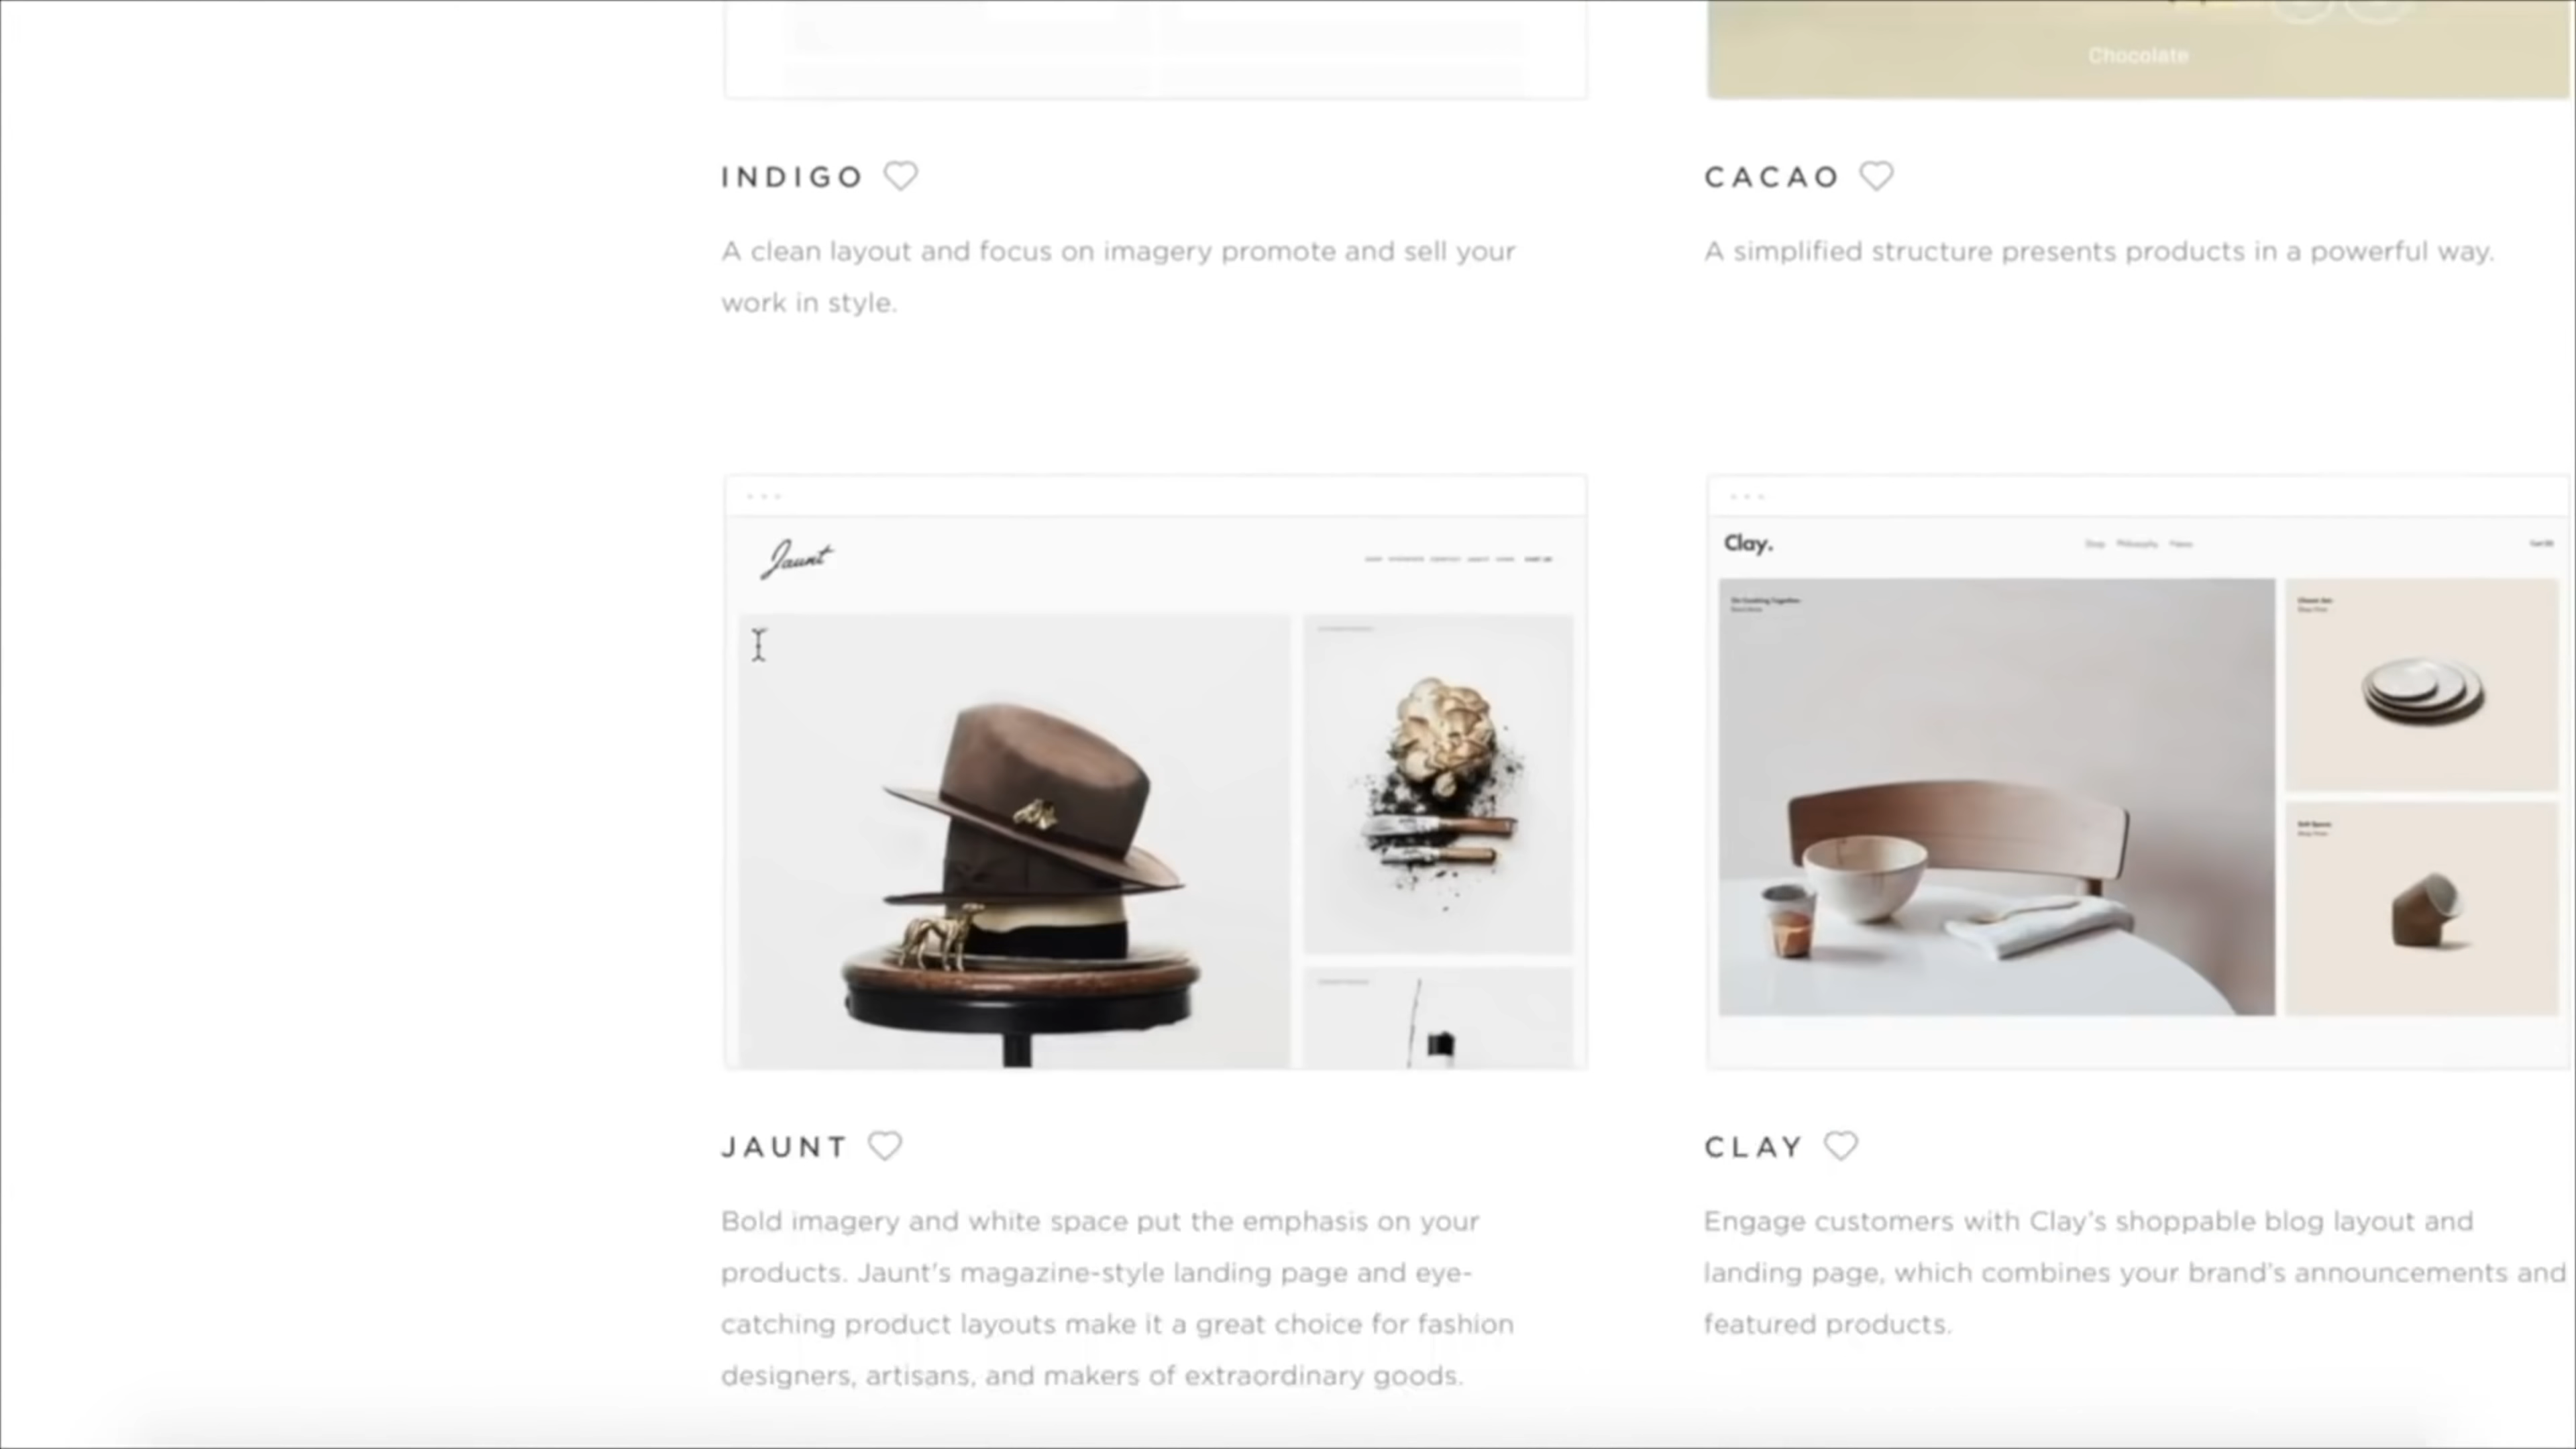 Chocolate
INDIGO
A clean layout and focus on imagery promote and sell your
work in style.
CACAO
A simplified structure presents products in a powerful way.
Jaunt
JAUNT
Bold imagery and white space put the emphasis on your
products. Jaunt's magazine-style landing page and eye-
catching product layouts make it a great choice for fashion
designers, artisans, and makers of extraordinary goods.
Clay.
Shop Philosophy
CLAY
Engage customers with Clay's shoppable blog layout and
landing page, which combines your brand's announcements and
featured products.